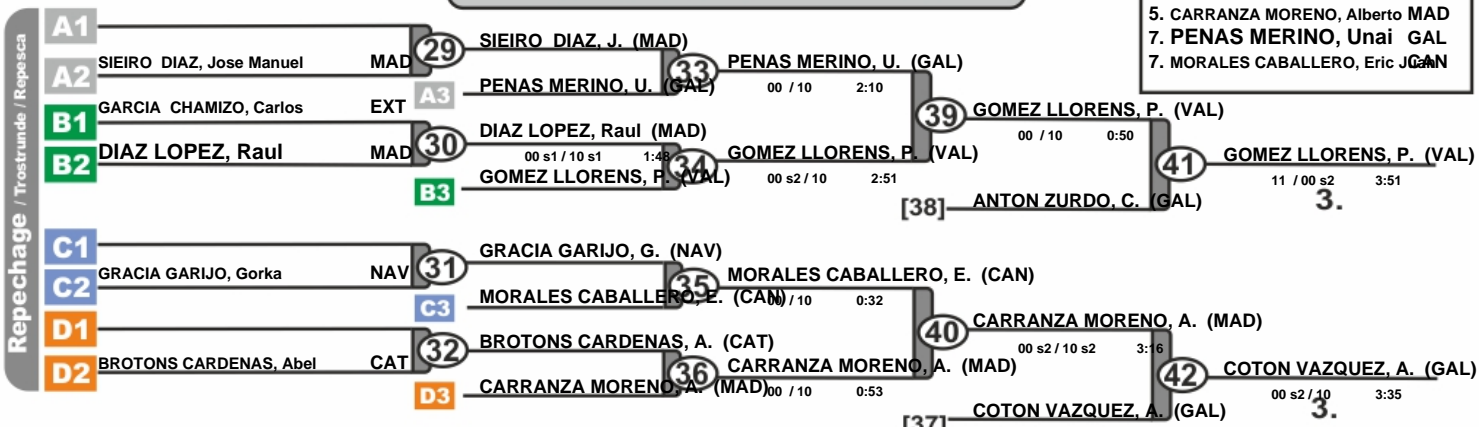 5. CARRANZA MORENO, Alberto MAD
7. PENAS MERINO, Unai GAL
7. MORALES CABALLERO, Eric Juan CAN
Repechage / Trostrunde / Repesca
A1
SIEIRO DIAZ, Jose Manuel MAD
A2
29
SIEIRO DIAZ, J. (MAD)
A3
PENAS MERINO, U. (GAL)
33
PENAS MERINO, U. (GAL)
00 / 10 2:10
GARCIA CHAMIZO, Carlos EXT
B1
DIAZ LOPEZ, Raul MAD
B2
30
DIAZ LOPEZ, Raul (MAD)
00 s1 / 10 s1 1:48
B3
GOMEZ LLORENS, P. (VAL)
34
GOMEZ LLORENS, P. (VAL)
00 s2 / 10 2:51
39
GOMEZ LLORENS, P. (VAL)
00 / 10 0:50
[38]
ANTON ZURDO, C. (GAL)
41
GOMEZ LLORENS, P. (VAL)
11 / 00 s2 3:51
3.
C1
GRACIA GARIJO, Gorka NAV
C2
31
GRACIA GARIJO, G. (NAV)
C3
MORALES CABALLERO, E. (CAN)
35
MORALES CABALLERO, E. (CAN)
00 / 10 0:32
D1
BROTONS CARDENAS, Abel CAT
D2
32
BROTONS CARDENAS, A. (CAT)
D3
CARRANZA MORENO, A. (MAD)
36
CARRANZA MORENO, A. (MAD)
00 / 10 0:53
40
CARRANZA MORENO, A. (MAD)
00 s2 / 10 s2 3:16
[37]
COTON VAZQUEZ, A. (GAL)
42
COTON VAZQUEZ, A. (GAL)
00 s2 / 10 3:35
3.